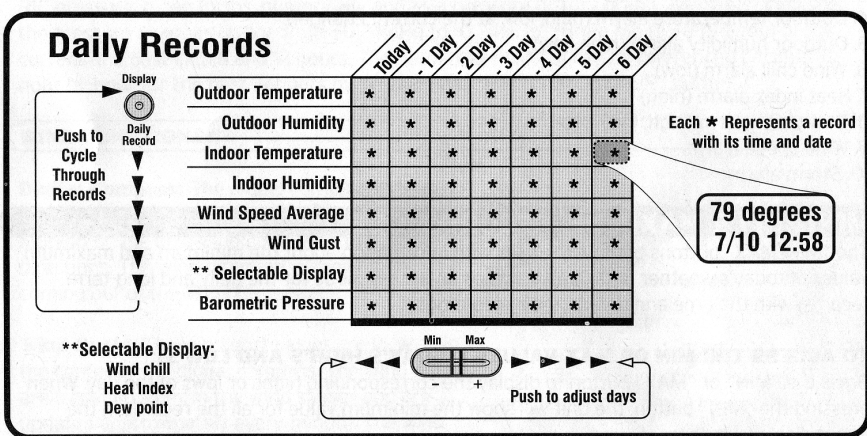 Daily Records
Today
- 1 Day
- 2 Day
- 3 Day
- 4 Day
- 5 Day
- 6 Day
Display
Daily
Record
Push to
Cycle
Through
Records
Outdoor Temperature * * * * * * *
Outdoor Humidity * * * * * * *
Indoor Temperature * * * * * * *
Indoor Humidity * * * * * * *
Wind Speed Average * * * * * * *
Wind Gust * * * * * * *
** Selectable Display * * * * * * *
Barometric Pressure * * * * * * *
Each * Represents a record
with its time and date
79 degrees
7/10 12:58
**Selectable Display:
Wind chill
Heat Index
Dew point
Min Max
- +
Push to adjust days